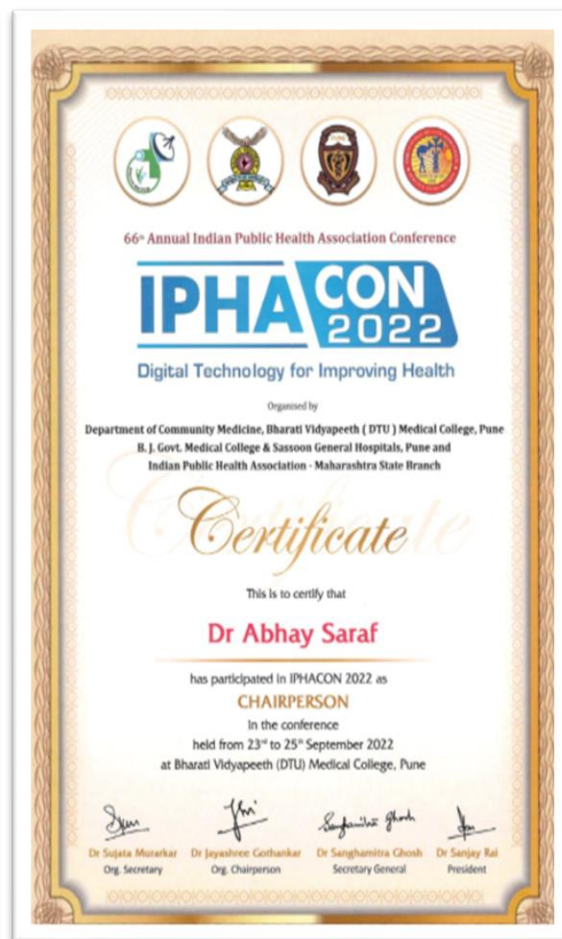 66th Annual Indian Public Health Association Conference
IPHACON 2022
Digital Technology for Improving Health
Organised by
Department of Community Medicine, Bharati Vidyapeeth ( DTU ) Medical College, Pune
B. J. Govt. Medical College & Sassoon General Hospitals, Pune and
Indian Public Health Association - Maharashtra State Branch
Certificate
This is to certify that
Dr Abhay Saraf
has participated in IPHACON 2022 as
CHAIRPERSON
In the conference
held from 23rd to 25th September 2022
at Bharati Vidyapeeth (DTU) Medical College, Pune
Sanghamitra Ghosh
Dr Sujata Murarkar Dr Jayashree Gothankar Dr Sanghamitra Ghosh Dr Sanjay Rai
Org. Secretary Org. Chairperson Secretary General President